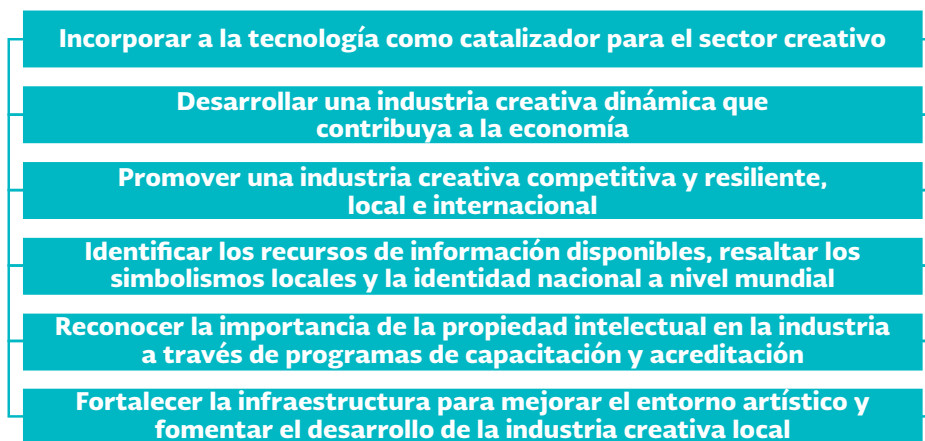 Incorporar a la tecnología como catalizador para el sector creativo
Desarrollar una industria creativa dinámica que
contribuya a la economía
Promover una industria creativa competitiva y resiliente,
local e internacional
Identificar los recursos de información disponibles, resaltar los
simbolismos locales y la identidad nacional a nivel mundial
Reconocer la importancia de la propiedad intelectual en la industria
a través de programas de capacitación y acreditación
Fortalecer la infraestructura para mejorar el entorno artístico y
fomentar el desarrollo de la industria creativa local